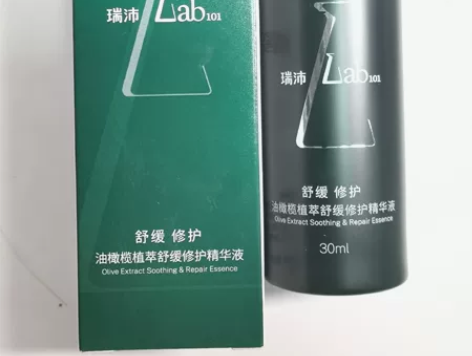 瑞沛 Lab101
舒缓 修护
油橄榄植萃舒缓修护精华液
Olive Extract Soothing & Repair Essence
瑞沛 Lab101
舒缓 修护
油橄榄植萃舒缓修护精华液
Olive Extract Soothing & Repair Essence
30ml